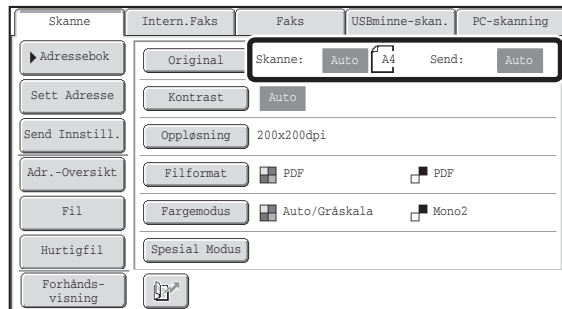 Skanne Intern.Faks Faks USBminne-skan. PC-skanning
Adressebok
Original Skanne: Auto A4 Send: Auto
Sett Adresse
Kontrast Auto
Send Innstill.
Oppløsning 200x200dpi
Adr.-Oversikt
Filformat PDF PDF
Fil
Fargemodus Auto/Gråskala Mono2
Hurtigfil
Spesial Modus
Forhånds-
visning